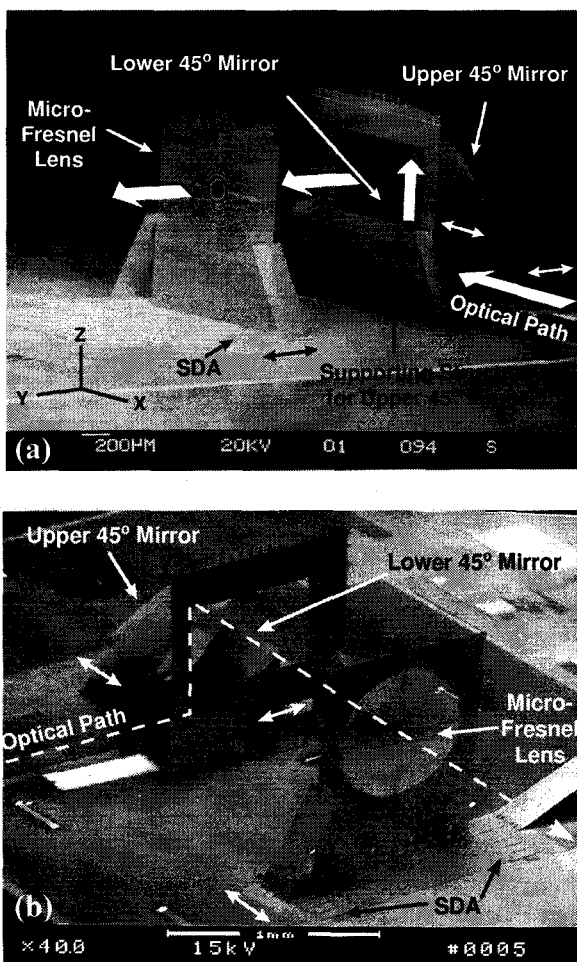 Lower 45° Mirror
Upper 45° Mirror
Micro-
Fresnel
Lens
Optical Path
SDA
Z
Y
X
Supporting
for Upper 45
(a)
200µM 20KV 01 094 S
Upper 45° Mirror
Lower 45° Mirror
Micro-
Fresnel
Lens
Optical Path
SDA
(b)
1mm
×40.0 15kV #0005